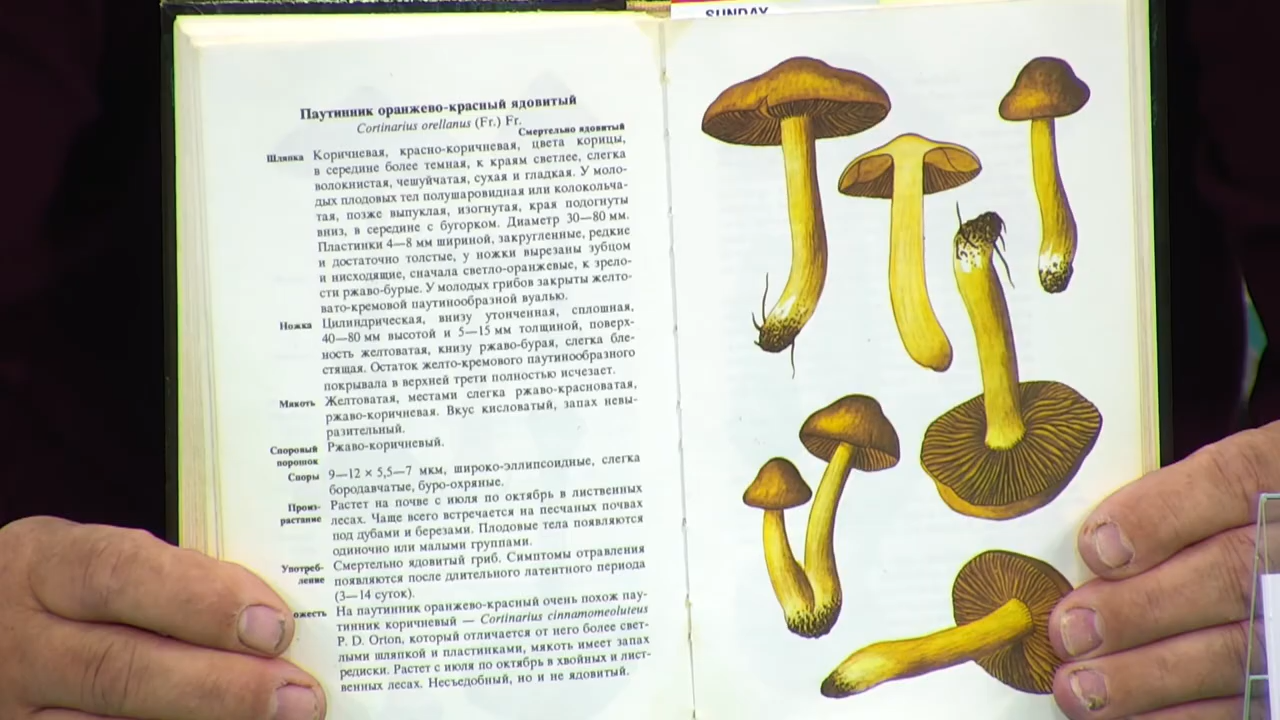 SUNDAY
Паутинник оранжево-красный ядовитый
Cortinarius orellanus (Fr.) Fr.
Смертельно ядовитый
Шляпка Коричневая, красно-коричневая, цвета корицы,
в середине более темная, к краям светлее, слегка
волокнистая, чешуйчатая, сухая и гладкая. У моло-
дых плодовых тел полушаровидная или колокольча-
тая, позже выпуклая, изогнутая, края подогнуты
вниз, в середине с бугорком. Диаметр 30—80 мм.
Пластинки 4—8 мм шириной, закругленные, редкие
и достаточно толстые, у ножки вырезаны зубцом
и нисходящие, сначала светло-оранжевые, к зрело-
сти ржаво-бурые. У молодых грибов закрыты желто-
вато-кремовой паутинообразной вуалью.
Ножка Цилиндрическая, внизу утонченная, сплошная,
40—80 мм высотой и 5—15 мм толщиной, поверх-
ность желтоватая, книзу ржаво-бурая, слегка бле-
стящая. Остаток желто-кремового паутинообразного
покрывала в верхней трети полностью исчезает.
Мякоть Желтоватая, местами слегка ржаво-красноватая,
ржаво-коричневая. Вкус кисловатый, запах невы-
разительный.
Споровый порошок Ржаво-коричневый.
Споры 9—12 × 5,5—7 мкм, широко-эллипсоидные, слегка
бородавчатые, буро-охряные.
Произ-растание Растет на почве с июля по октябрь в лиственных
лесах. Чаще всего встречается на песчаных почвах
под дубами и березами. Плодовые тела появляются
одиночно или малыми группами.
Употреб-ление Смертельно ядовитый гриб. Симптомы отравления
появляются после длительного латентного периода
(3—14 суток).
ожесть На паутинник оранжево-красный очень похож пау-
тинник коричневый — Cortinarius cinnamomeoluteus
P. D. Orton, который отличается от него более свет-
лыми шляпкой и пластинками, мякоть имеет запах
редиски. Растет с июля по октябрь в хвойных и лист-
венных лесах. Несъедобный, но и не ядовитый.